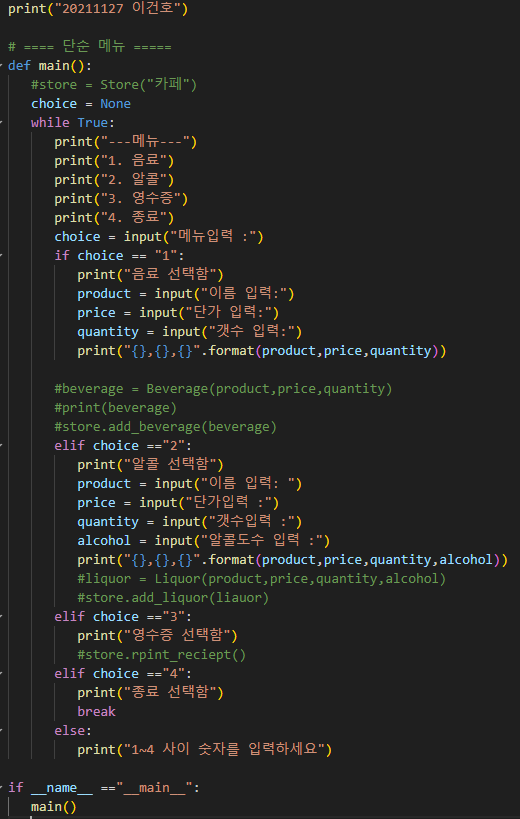 print("20211127 이건호")
# ==== 단순 메뉴 =====
def main():
    #store = Store("카페")
    choice = None
    while True:
        print("---메뉴---")
        print("1. 음료")
        print("2. 알콜")
        print("3. 영수증")
        print("4. 종료")
        choice = input("메뉴입력 :")
        if choice == "1":
            print("음료 선택함")
            product = input("이름 입력:")
            price = input("단가 입력:")
            quantity = input("갯수 입력:")
            print("{},{},{}".format(product,price,quantity))
        #beverage = Beverage(product,price,quantity)
        #print(beverage)
        #store.add_beverage(beverage)
        elif choice =="2":
            print("알콜 선택함")
            product = input("이름 입력: ")
            price = input("단가입력 :")
            quantity = input("갯수입력 :")
            alcohol = input("알콜도수 입력 :")
            print("{},{},{}".format(product,price,quantity,alcohol))
            #liquor = Liquor(product,price,quantity,alcohol)
            #store.add_liquor(liauor)
        elif choice =="3":
            print("영수증 선택함")
            #store.rpint_reciept()
        elif choice =="4":
            print("종료 선택함")
            break
        else:
            print("1~4 사이 숫자를 입력하세요")
if __name__ =="__main__":
    main()